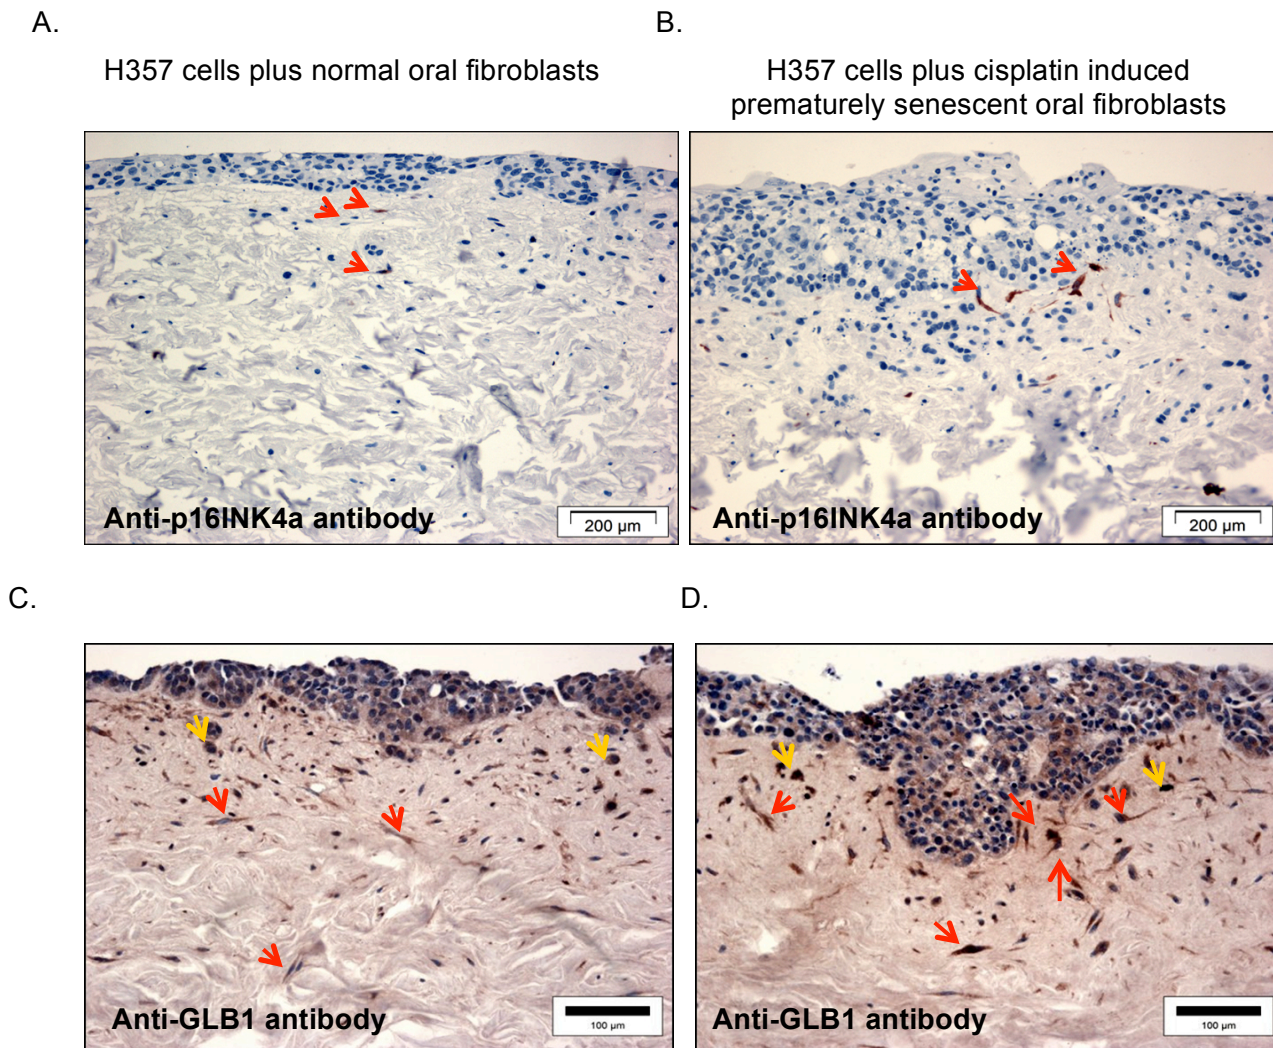 A.
B.
H357 cells plus normal oral fibroblasts
H357 cells plus cisplatin induced
prematurely senescent oral fibroblasts
Anti-p16INK4a antibody
200 µm
Anti-p16INK4a antibody
200 µm
C.
D.
Anti-GLB1 antibody
100 µm
Anti-GLB1 antibody
100 µm